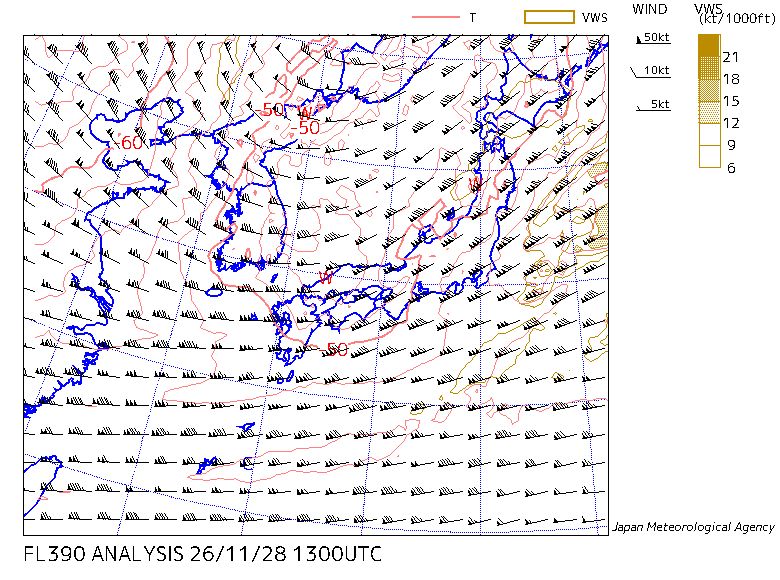 T
VWS
WIND
VWS
(kt/1000ft)
50kt
10kt
5kt
21
18
15
12
9
6
-50
W
-50
-60
W
W
-50
Japan Meteorological Agency
FL390 ANALYSIS 26/11/28 1300UTC